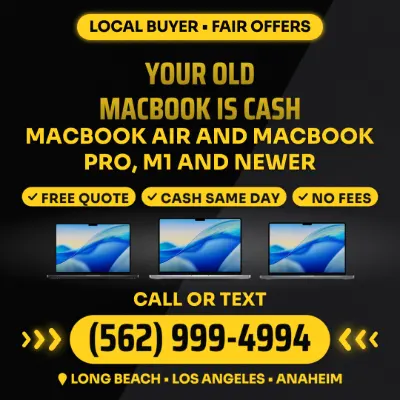 LOCAL BUYER • FAIR OFFERS
YOUR OLD
MACBOOK IS CASH
MACBOOK AIR AND MACBOOK
PRO, M1 AND NEWER
FREE QUOTE
CASH SAME DAY
NO FEES
CALL OR TEXT
(562) 999-4994
LONG BEACH • LOS ANGELES • ANAHEIM